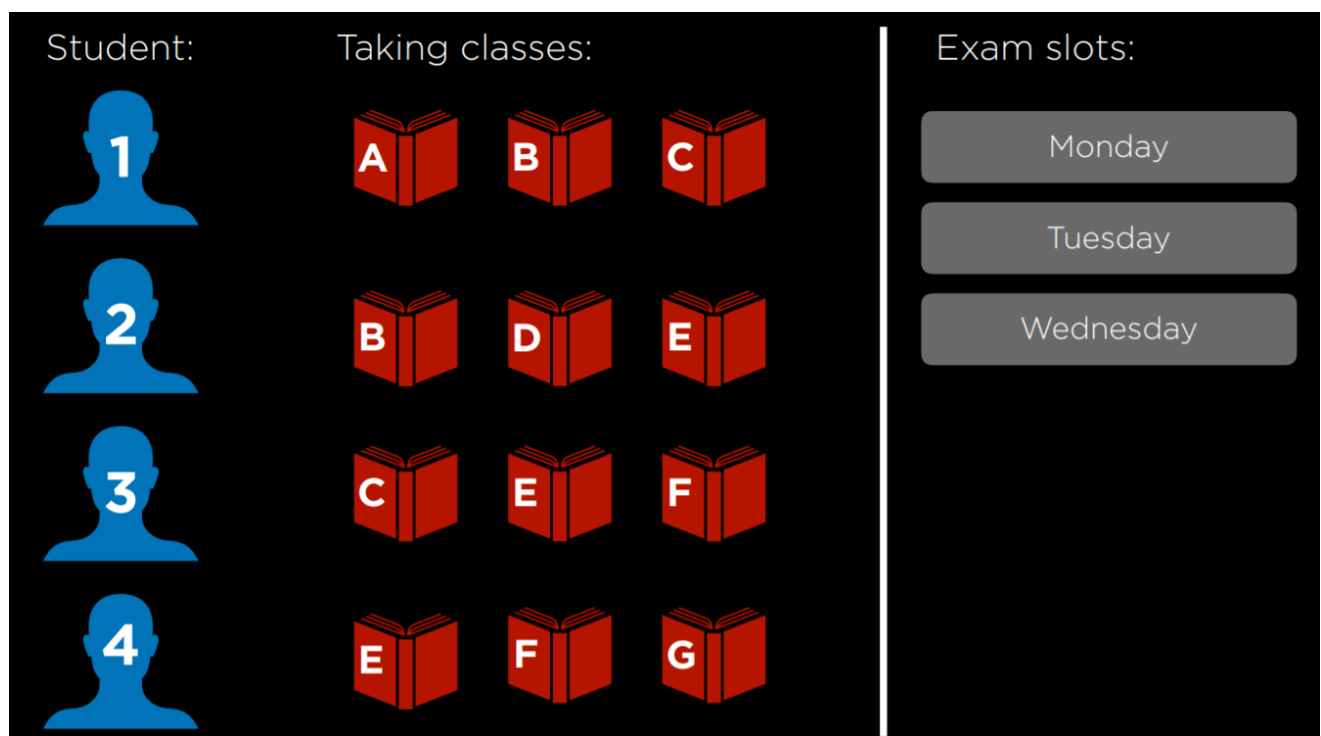 Student: Taking classes: Exam slots:
1 A B C Monday
Tuesday
2 B D E Wednesday
3 C E F
4 E F G